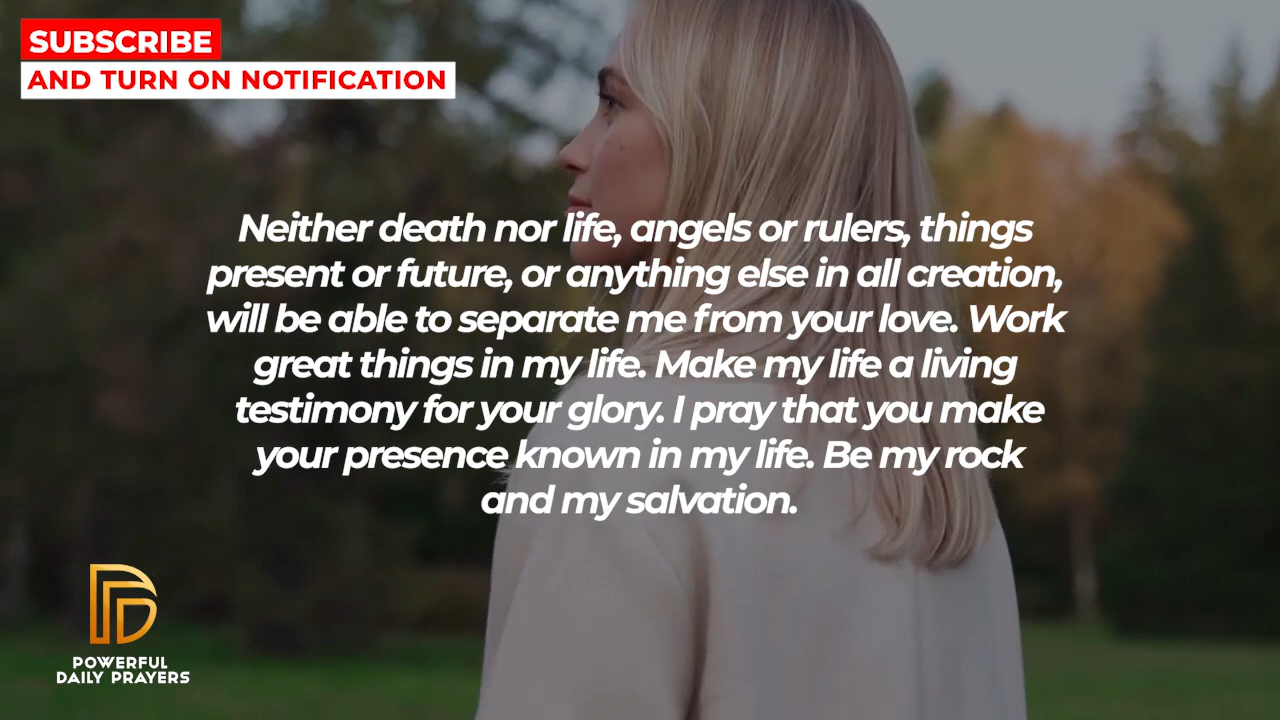 SUBSCRIBE
AND TURN ON NOTIFICATION
Neither death nor life, angels or rulers, things
present or future, or anything else in all creation,
will be able to separate me from your love. Work
great things in my life. Make my life a living
testimony for your glory. I pray that you make
your presence known in my life. Be my rock
and my salvation.
POWERFUL
DAILY PRAYERS